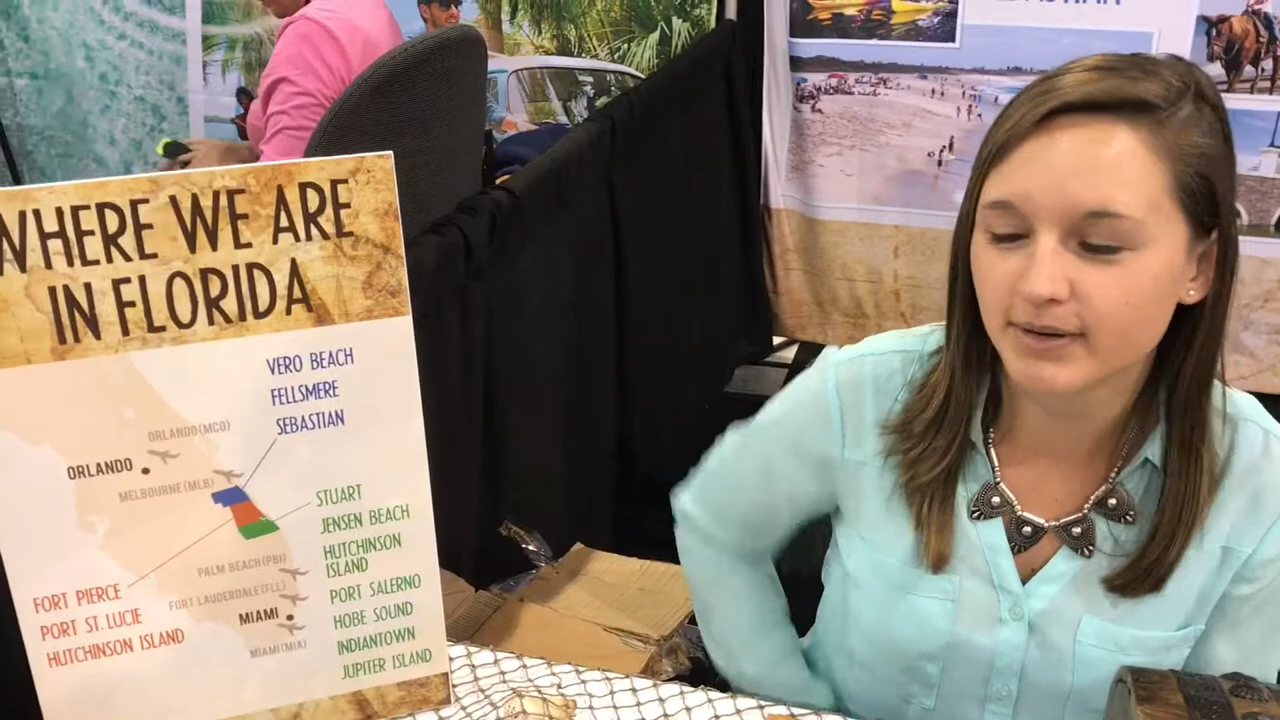 WHERE WE ARE
IN FLORIDA
VERO BEACH
FELLSMERE
SEBASTIAN
ORLANDO(MCO)
ORLANDO
MELBOURNE(MLB)
STUART
JENSEN BEACH
HUTCHINSON
ISLAND
PORT SALERNO
HOBE SOUND
INDIANTOWN
JUPITER ISLAND
PALM BEACH(PBI)
FORT LAUDERDALE(FLL)
MIAMI
MIAMI(MIA)
FORT PIERCE
PORT ST. LUCIE
HUTCHINSON ISLAND